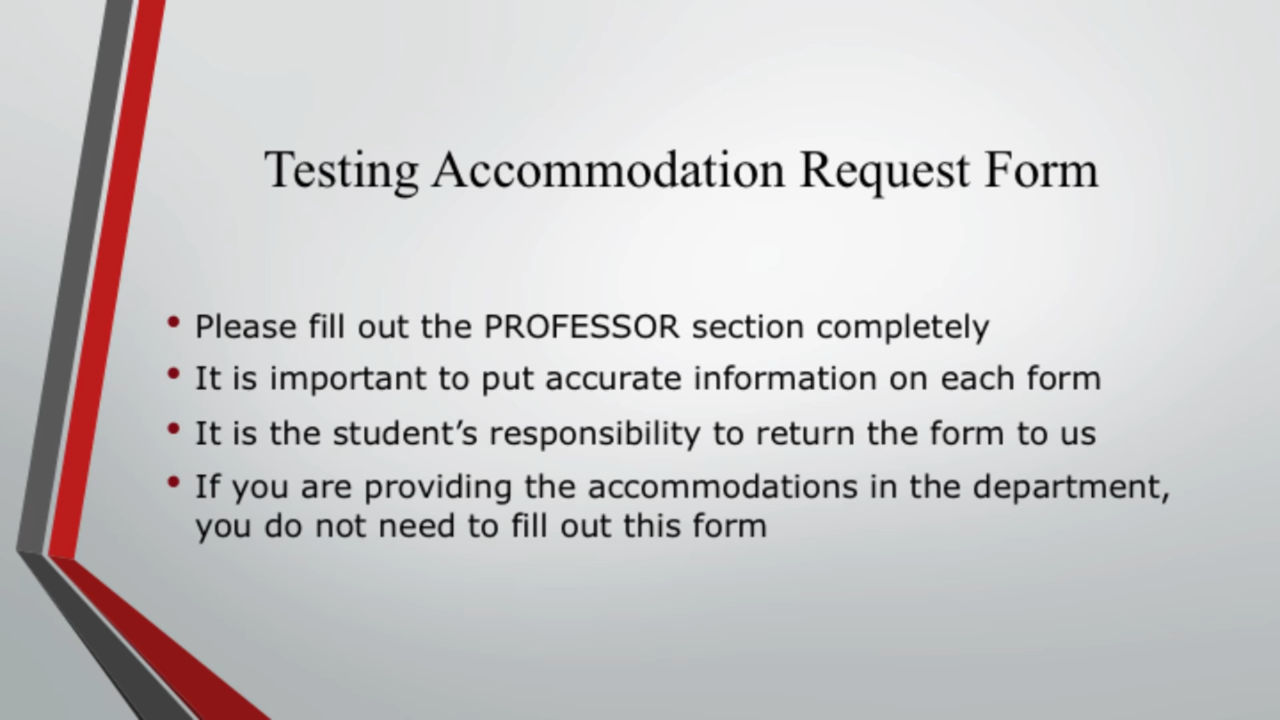 Testing Accommodation Request Form
• Please fill out the PROFESSOR section completely
• It is important to put accurate information on each form
• It is the student’s responsibility to return the form to us
• If you are providing the accommodations in the department,
you do not need to fill out this form